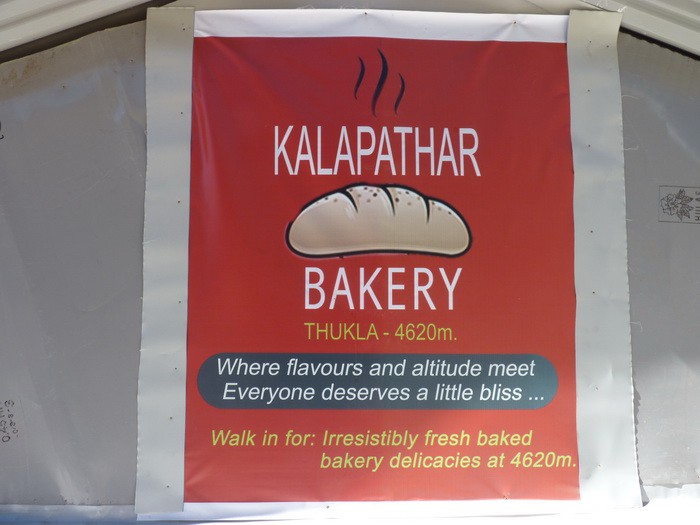 KALAPATHAR
BAKERY
THUKLA - 4620m.
Where flavours and altitude meet
Everyone deserves a little bliss ...
Walk in for: Irresistibly fresh baked
bakery delicacies at 4620m.